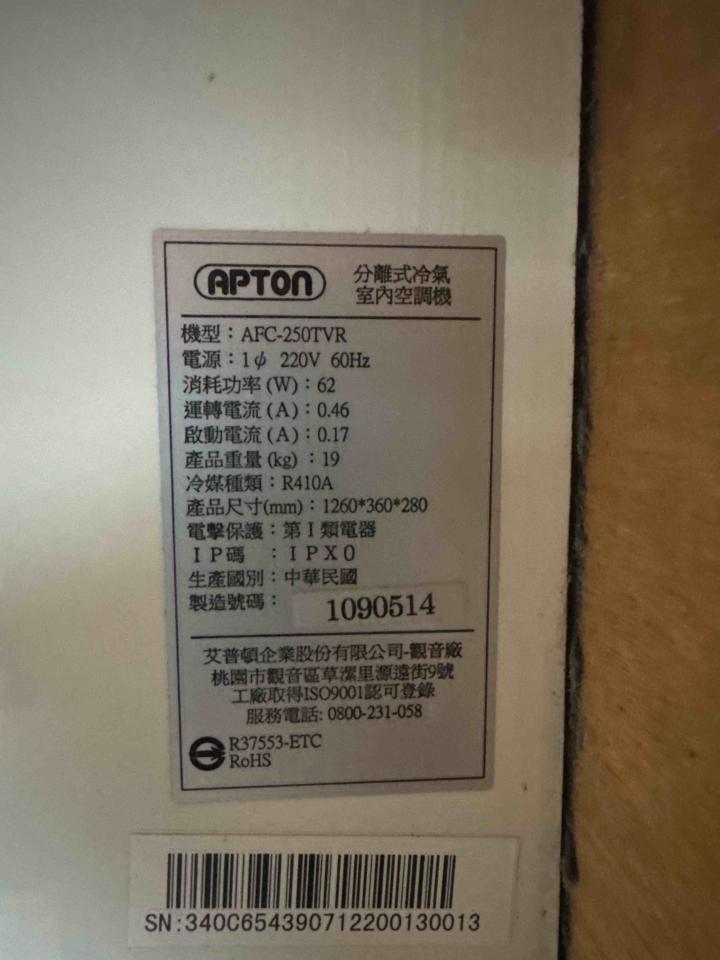 APTON
分離式冷氣
室內空調機
機型：AFC-250TVR
電源：1φ 220V 60Hz
消耗功率(W)：62
運轉電流(A)：0.46
啟動電流(A)：0.17
產品重量(kg)：19
冷媒種類：R410A
產品尺寸(mm)：1260*360*280
電擊保護：第I類電器
IP碼 ：IPX0
生產國別：中華民國
製造號碼：1090514
艾普頓企業股份有限公司-觀音廠
桃園市觀音區草漯里源遠街9號
工廠取得ISO9001認可登錄
服務電話: 0800-231-058
R37553-ETC
RoHS
SN:340C654390712200130013